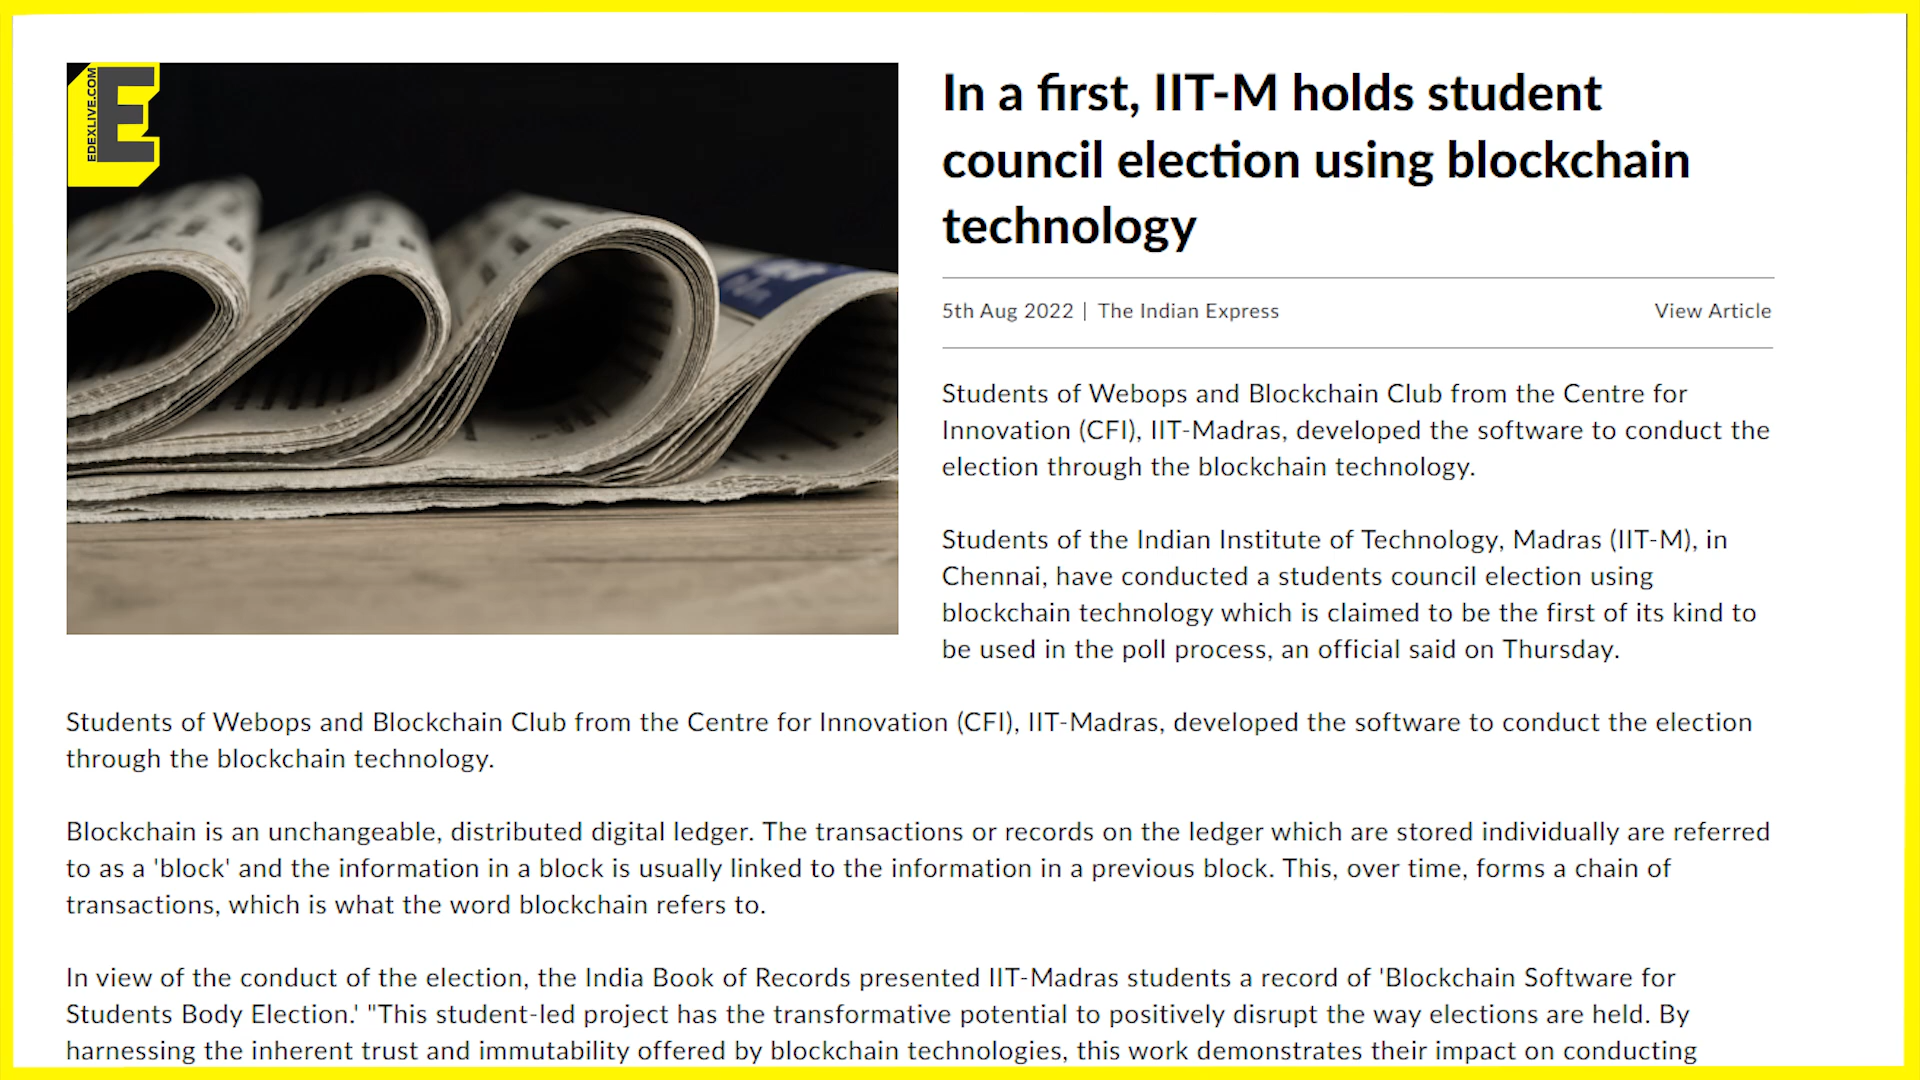 EDEXLIVE.COM
E
In a first, IIT-M holds student
council election using blockchain
technology
5th Aug 2022 | The Indian Express
View Article
Students of Webops and Blockchain Club from the Centre for
Innovation (CFI), IIT-Madras, developed the software to conduct the
election through the blockchain technology.
Students of the Indian Institute of Technology, Madras (IIT-M), in
Chennai, have conducted a students council election using
blockchain technology which is claimed to be the first of its kind to
be used in the poll process, an official said on Thursday.
Students of Webops and Blockchain Club from the Centre for Innovation (CFI), IIT-Madras, developed the software to conduct the election
through the blockchain technology.
Blockchain is an unchangeable, distributed digital ledger. The transactions or records on the ledger which are stored individually are referred
to as a 'block' and the information in a block is usually linked to the information in a previous block. This, over time, forms a chain of
transactions, which is what the word blockchain refers to.
In view of the conduct of the election, the India Book of Records presented IIT-Madras students a record of 'Blockchain Software for
Students Body Election.' "This student-led project has the transformative potential to positively disrupt the way elections are held. By
harnessing the inherent trust and immutability offered by blockchain technologies, this work demonstrates their impact on conducting